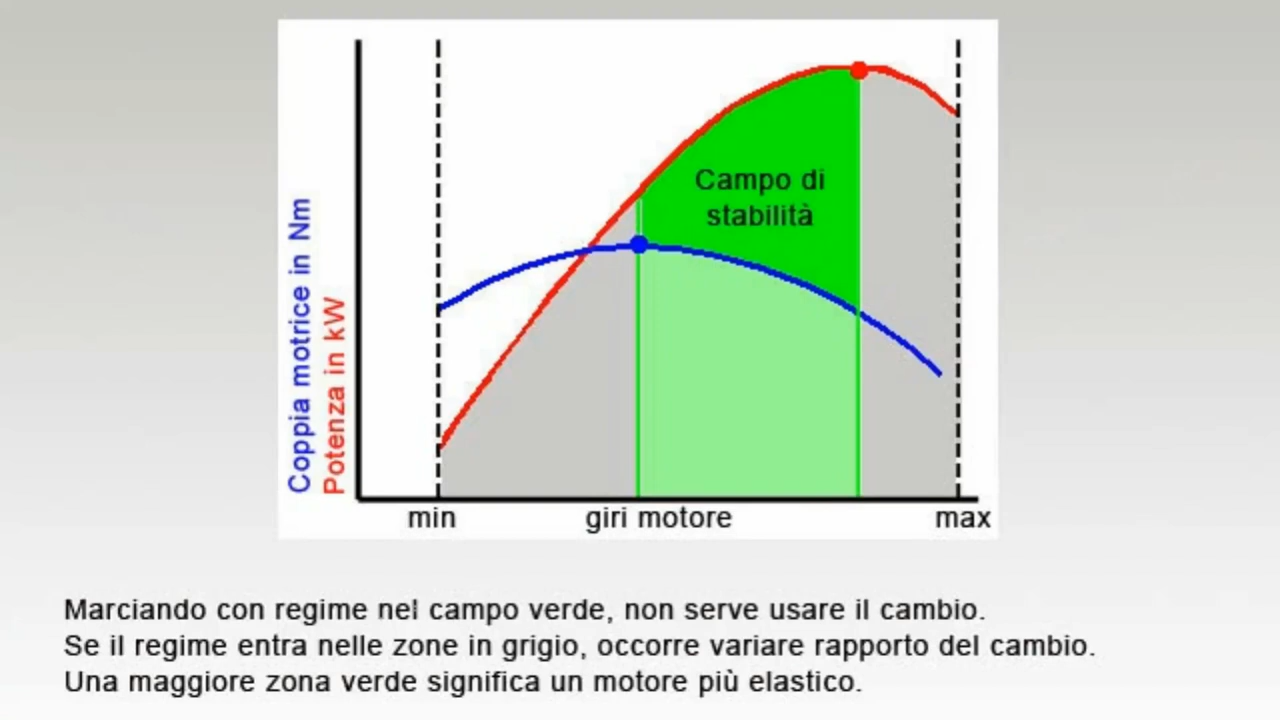 Coppia motrice in Nm
Potenza in kW
Campo di
stabilità
min
giri motore
max
Marciando con regime nel campo verde, non serve usare il cambio.
Se il regime entra nelle zone in grigio, occorre variare rapporto del cambio.
Una maggiore zona verde significa un motore più elastico.